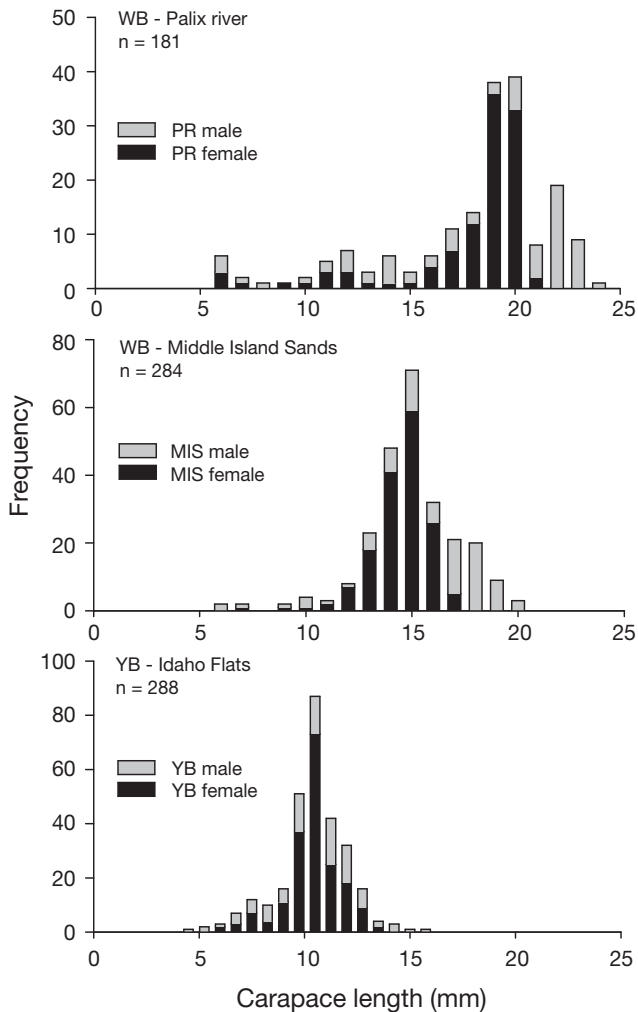 50
WB - Palix river
n = 181
40
30
PR male
PR female
20
10
0
0 5 10 15 20 25
80
WB - Middle Island Sands
n = 284
60
MIS male
MIS female
40
20
0
0 5 10 15 20 25
Frequency
100
YB - Idaho Flats
n = 288
80
60
YB male
YB female
40
20
0
0 5 10 15 20 25
Carapace length (mm)